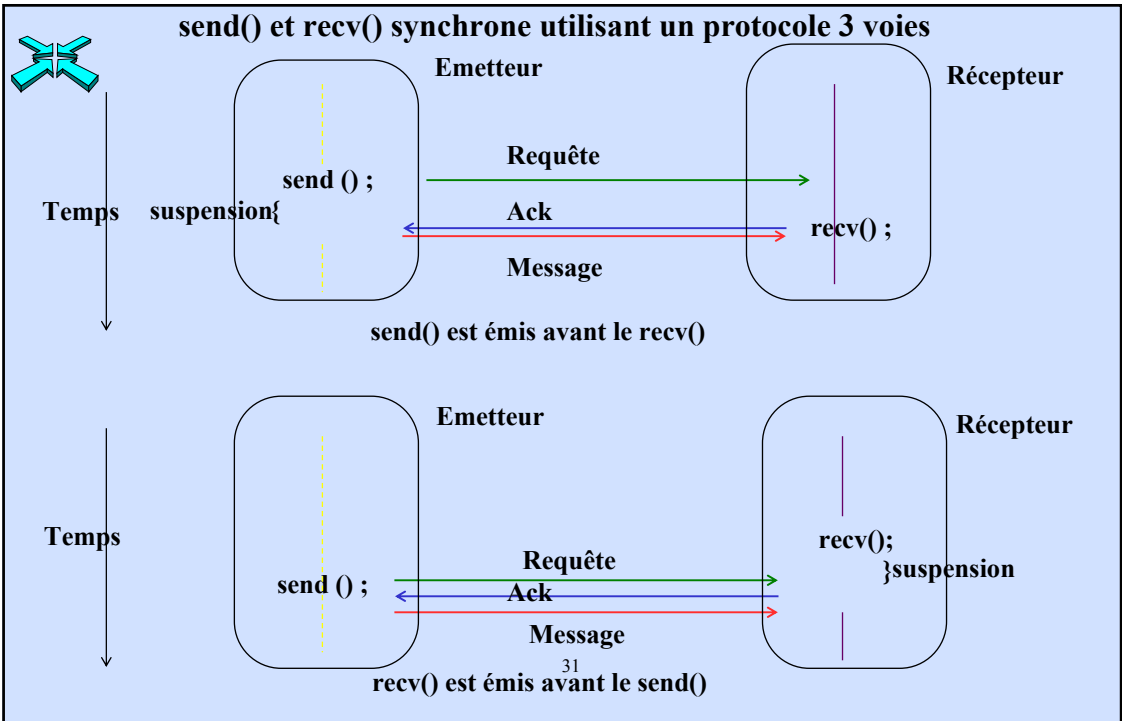 send() et recv() synchrone utilisant un protocole 3 voies
Emetteur
Récepteur
Requête
send () ;
Temps
suspension{
Ack
recv() ;
Message
send() est émis avant le recv()
Emetteur
Récepteur
Temps
recv();
Requête
}suspension
send () ;
Ack
Message
31
recv() est émis avant le send()